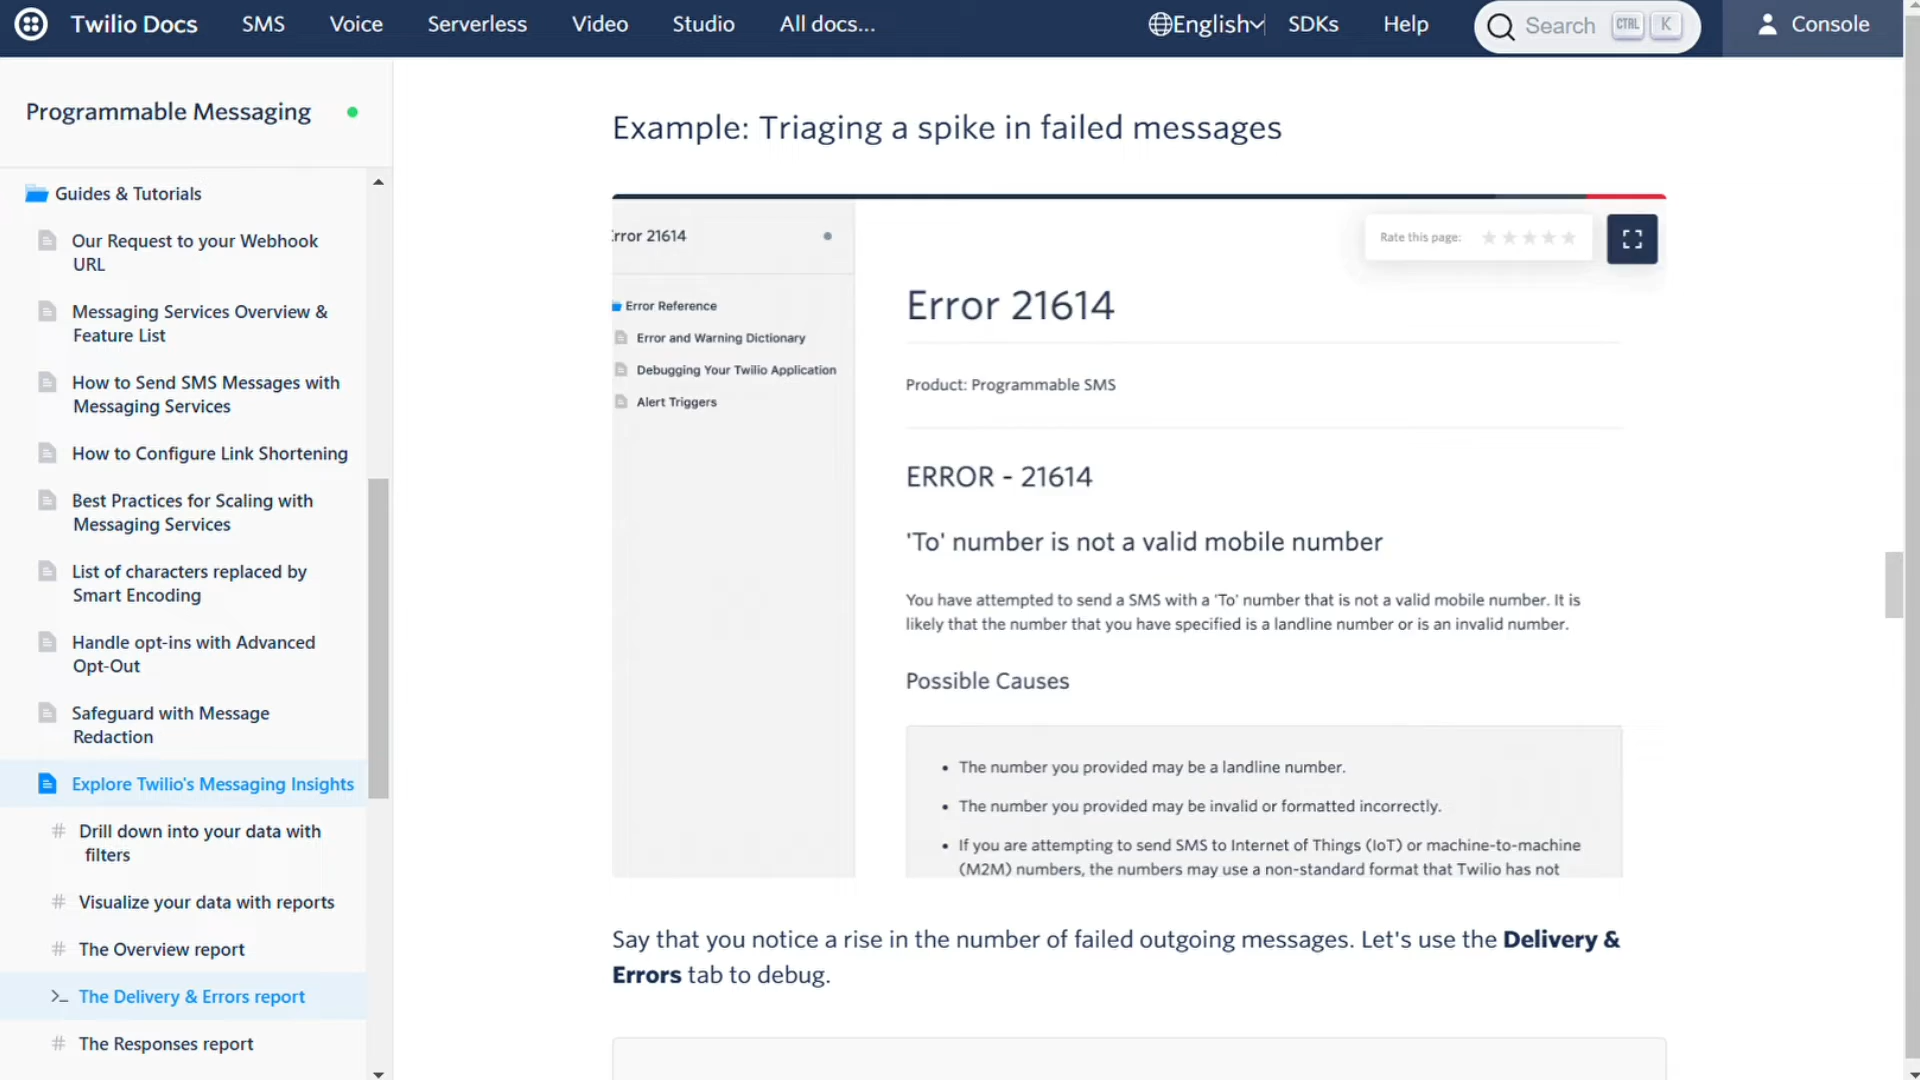 Twilio Docs SMS Voice Serverless Video Studio All docs... English SDKs Help Search CTRL K Console
Programmable Messaging
Guides & Tutorials
Our Request to your Webhook
URL
Messaging Services Overview &
Feature List
How to Send SMS Messages with
Messaging Services
How to Configure Link Shortening
Best Practices for Scaling with
Messaging Services
List of characters replaced by
Smart Encoding
Handle opt-ins with Advanced
Opt-Out
Safeguard with Message
Redaction
Explore Twilio's Messaging Insights
# Drill down into your data with
filters
# Visualize your data with reports
# The Overview report
>_ The Delivery & Errors report
# The Responses report
Example: Triaging a spike in failed messages
rror 21614
Error Reference
Error and Warning Dictionary
Debugging Your Twilio Application
Alert Triggers
Rate this page:
Error 21614
Product: Programmable SMS
ERROR - 21614
'To' number is not a valid mobile number
You have attempted to send a SMS with a 'To' number that is not a valid mobile number. It is
likely that the number that you have specified is a landline number or is an invalid number.
Possible Causes
• The number you provided may be a landline number.
• The number you provided may be invalid or formatted incorrectly.
• If you are attempting to send SMS to Internet of Things (IoT) or machine-to-machine
(M2M) numbers, the numbers may use a non-standard format that Twilio has not
Say that you notice a rise in the number of failed outgoing messages. Let's use the Delivery &
Errors tab to debug.